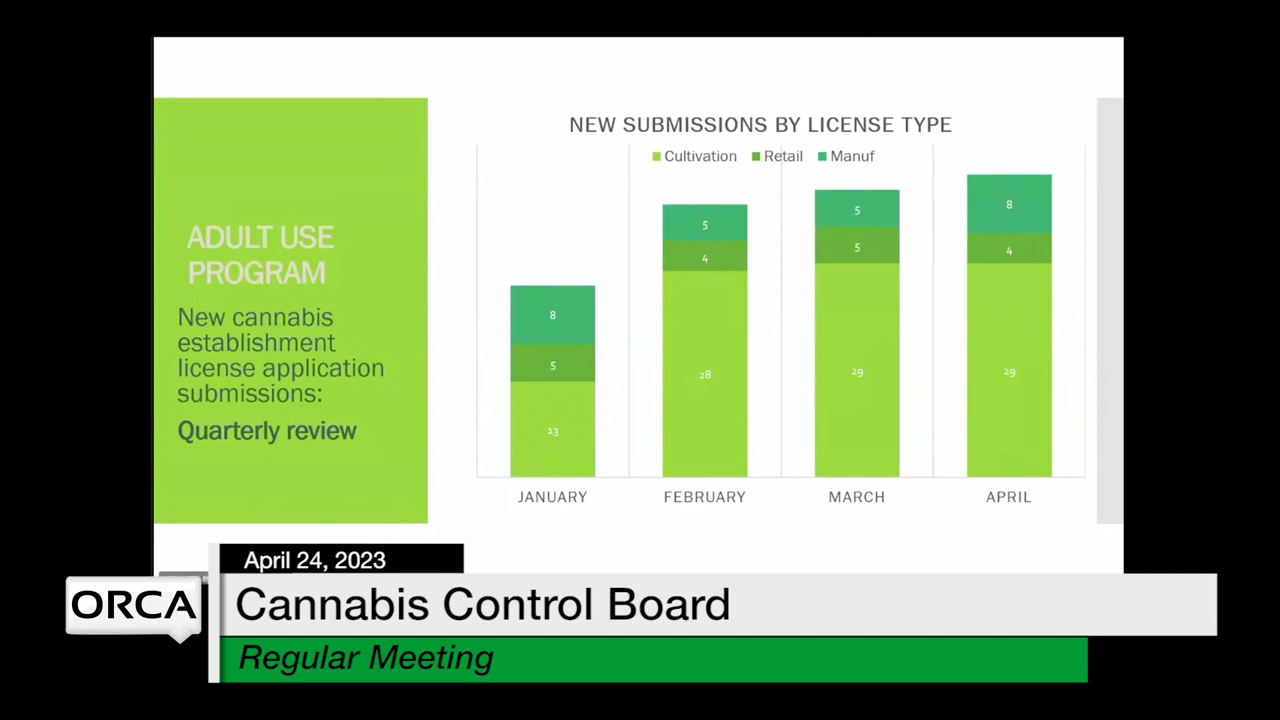 NEW SUBMISSIONS BY LICENSE TYPE
Cultivation Retail Manuf
ADULT USE
PROGRAM
New cannabis
establishment
license application
submissions:
Quarterly review
8
5
13
5
4
28
5
5
29
8
4
29
JANUARY FEBRUARY MARCH APRIL
April 24, 2023
ORCA
Cannabis Control Board
Regular Meeting